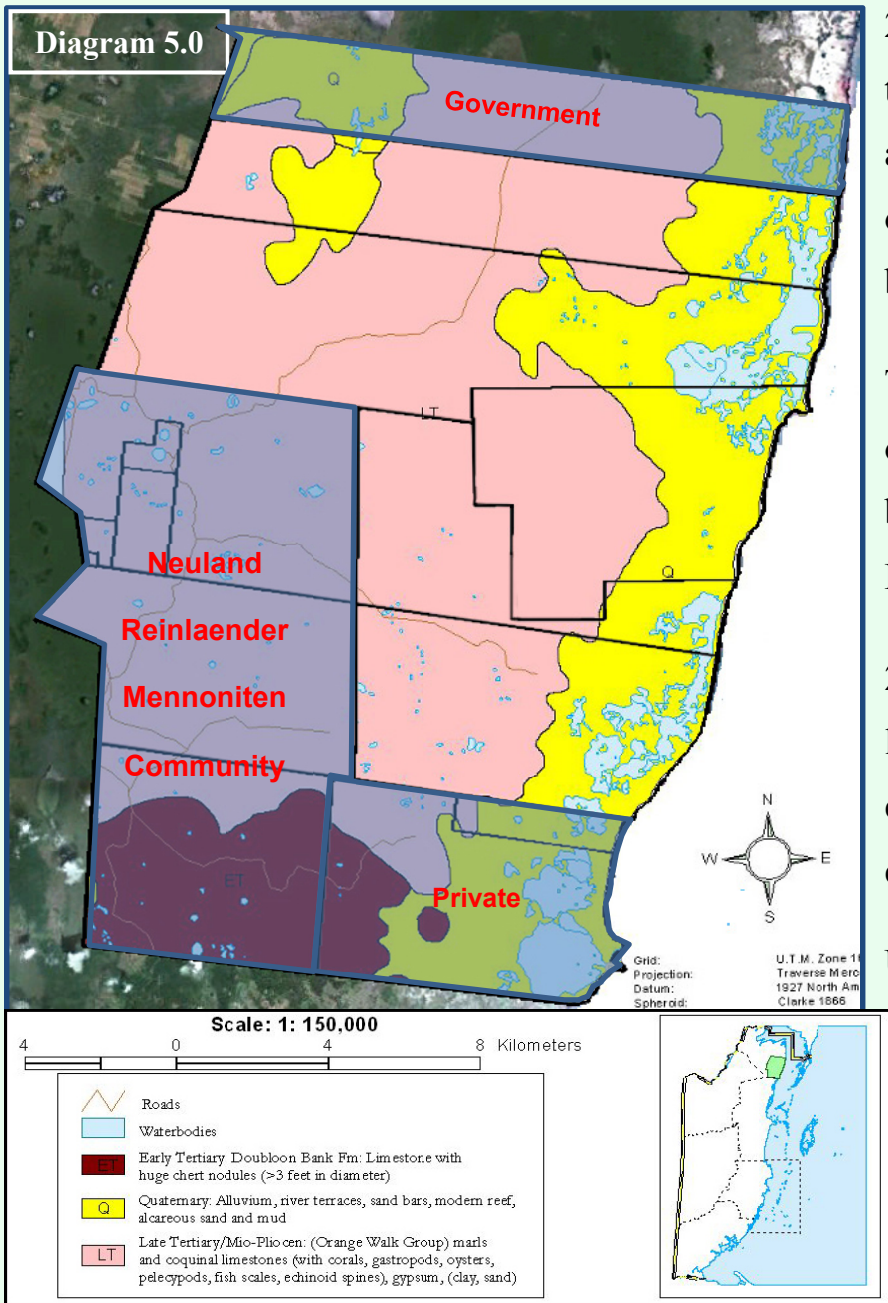 Diagram 5.0
Q
Government
LT
Neuland
Q
Reinlaender
Mennoniten
Community
ET
Private
N
W
E
S
Grid:
U.T.M. Zone
Projection:
Traverse Merc
Datum:
1927 North Am
Spheroid:
Clarke 1866
Scale: 1: 150,000
4 0 4 8 Kilometers
Roads
Waterbodies
ET
Early Tertiary Doubloon Bank Fm: Limestone with
huge chert nodules (>3 feet in diameter)
Q
Quaternary: Alluvium, river terraces, sand bars, modern reef,
alcareous sand and mud
LT
Late Tertiary/Mio-Pliocen: (Orange Walk Group) marls
and coquinal limestones (with corals, gastropods, oysters,
pelecypods, fish scales, echinoid spines), gypsum, (clay, sand)